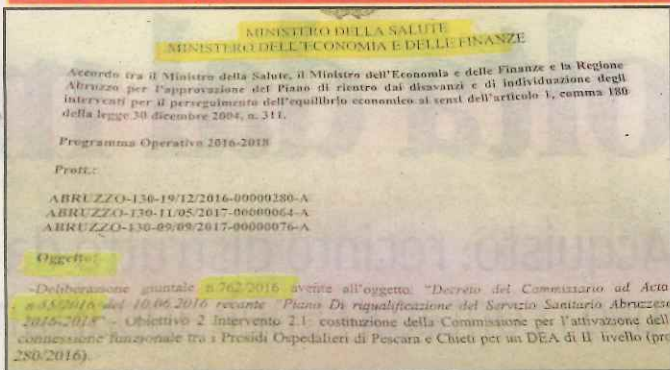 MINISTERO DELLA SALUTE
MINISTERO DELL'ECONOMIA E DELLE FINANZE
Accordo tra il Ministro della Salute, il Ministro dell'Economia e delle Finanze e la Regione
Abruzzo per l'approvazione del Piano di rientro dai disavanzi e di individuazione degli
interventi per il perseguimento dell'equilibrio economico ai sensi dell'articolo 1, comma 180
della legge 30 dicembre 2004, n. 311.
Programma Operativo 2016-2018
Prott.:
ABRUZZO-130-19/12/2016-00000280-A
ABRUZZO-130-11/05/2017-00000064-A
ABRUZZO-130-09/09/2017-00000076-A
Oggetto:
-Deliberazione giuntale n.762/2016 avente all'oggetto: "Decreto del Commissario ad Acta
n.55/2016 del 10.06.2016 recante "Piano Di riqualificazione del Servizio Sanitario Abruzzese
2016-2018" - Obiettivo 2 Intervento 2.1: costituzione della Commissione per l'attivazione dell
connessione funzionale tra i Presidi Ospedalieri di Pescara e Chieti per un DEA di II livello (pro
280/2016).